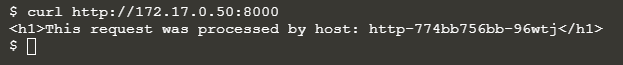 $ curl http://172.17.0.50:8000
<h1>This request was processed by host: http-774bb756bb-96wtj</h1>
$